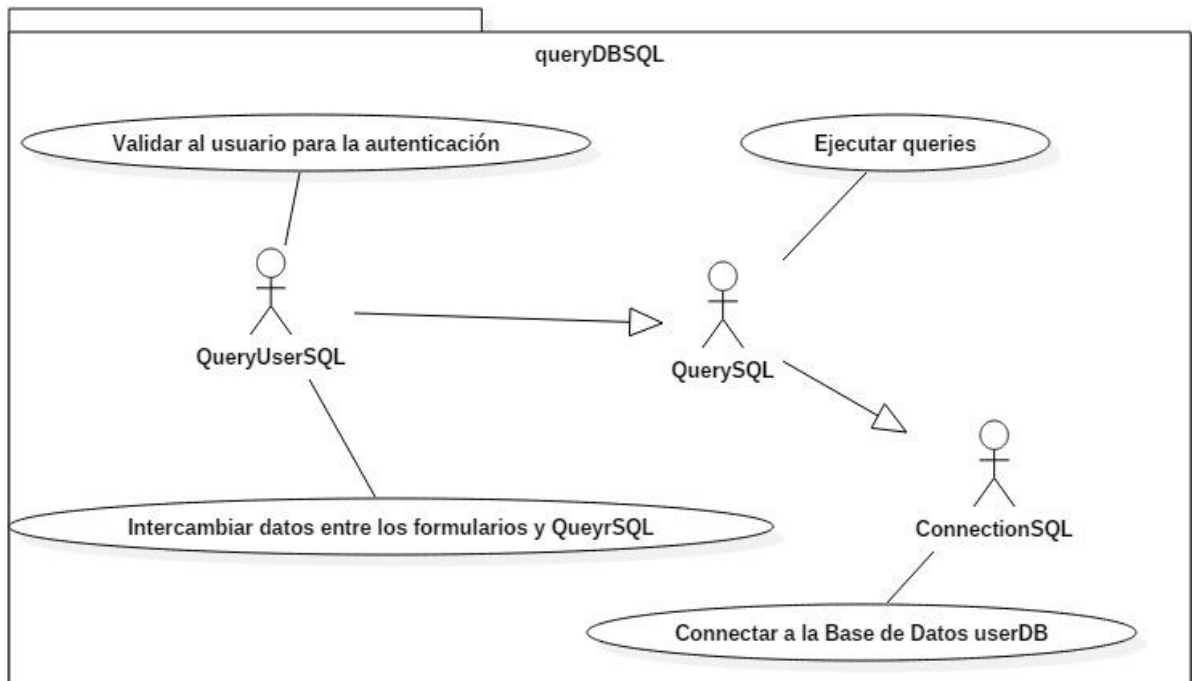 queryDBSQL
Validar al usuario para la autenticación
Ejecutar queries
QueryUserSQL
QuerySQL
Intercambiar datos entre los formularios y QueyrSQL
ConnectionSQL
Connectar a la Base de Datos userDB